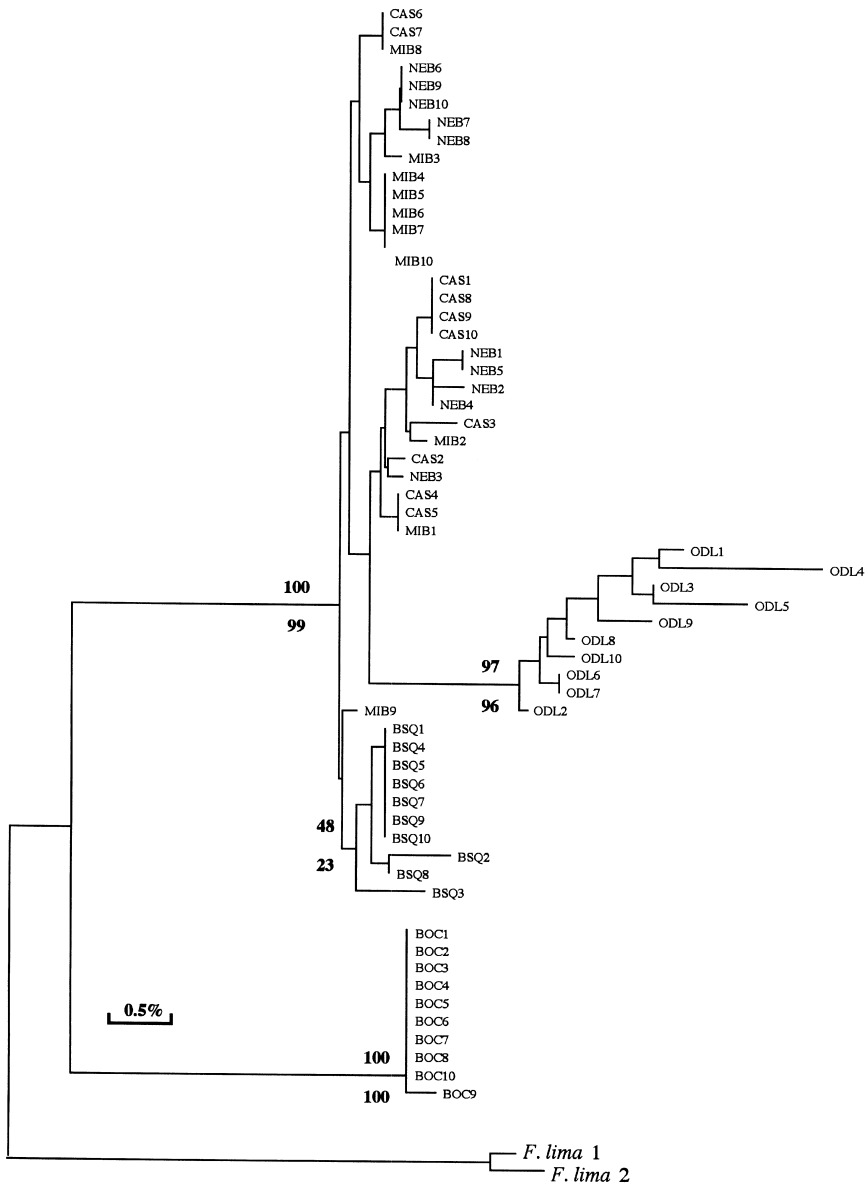 CAS6
CAS7
MIB8
NEB6
NEB9
NEB10
NEB7
NEB8
MIB3
MIB4
MIB5
MIB6
MIB7
MIB10
CAS1
CAS8
CAS9
CAS10
NEB1
NEB5
NEB2
NEB4
CAS3
MIB2
CAS2
NEB3
CAS4
CAS5
MIB1
ODL1
ODL4
ODL3
ODL5
ODL9
ODL8
ODL10
ODL6
ODL7
ODL2
100
99
97
96
MIB9
BSQ1
BSQ4
BSQ5
BSQ6
BSQ7
BSQ9
BSQ10
BSQ2
BSQ8
BSQ3
48
23
BOC1
BOC2
BOC3
BOC4
BOC5
BOC6
BOC7
BOC8
BOC10
BOC9
0.5%
100
100
F. lima 1
F. lima 2